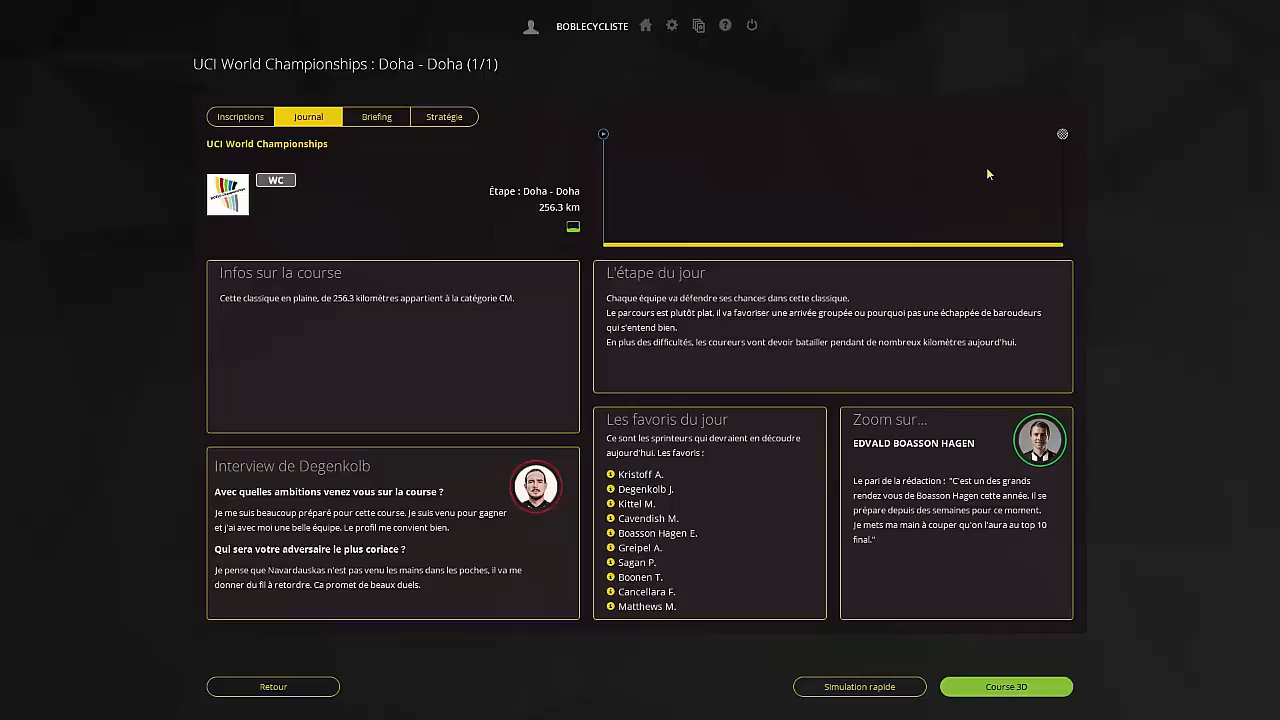 BOBLECYCLISTE
UCI World Championships : Doha - Doha (1/1)
Inscriptions
Journal
Briefing
Stratégie
UCI World Championships
WC
Étape : Doha - Doha
256.3 km
Infos sur la course
Cette classique en plaine, de 256.3 kilomètres appartient à la catégorie CM.
L'étape du jour
Chaque équipe va défendre ses chances dans cette classique.
Le parcours est plutôt plat, il va favoriser une arrivée groupée ou pourquoi pas une échappée de baroudeurs
qui s'entend bien.
En plus des difficultés, les coureurs vont devoir batailler pendant de nombreux kilomètres aujourd'hui.
Interview de Degenkolb
Avec quelles ambitions venez vous sur la course ?
Je me suis beaucoup préparé pour cette course. Je suis venu pour gagner
et j'ai avec moi une belle équipe. Le profil me convient bien.
Qui sera votre adversaire le plus coriace ?
Je pense que Navardauskas n'est pas venu les mains dans les poches, il va me
donner du fil à retordre. Ca promet de beaux duels.
Les favoris du jour
Ce sont les sprinteurs qui devraient en découdre
aujourd'hui. Les favoris :
Kristoff A.
Degenkolb J.
Kittel M.
Cavendish M.
Boasson Hagen E.
Greipel A.
Sagan P.
Boonen T.
Cancellara F.
Matthews M.
Zoom sur...
EDVALD BOASSON HAGEN
Le pari de la rédaction : "C'est un des grands
rendez vous de Boasson Hagen cette année. Il se
prépare depuis des semaines pour ce moment.
Je mets ma main à couper qu'on l'aura au top 10
final."
Retour
Simulation rapide
Course 3D